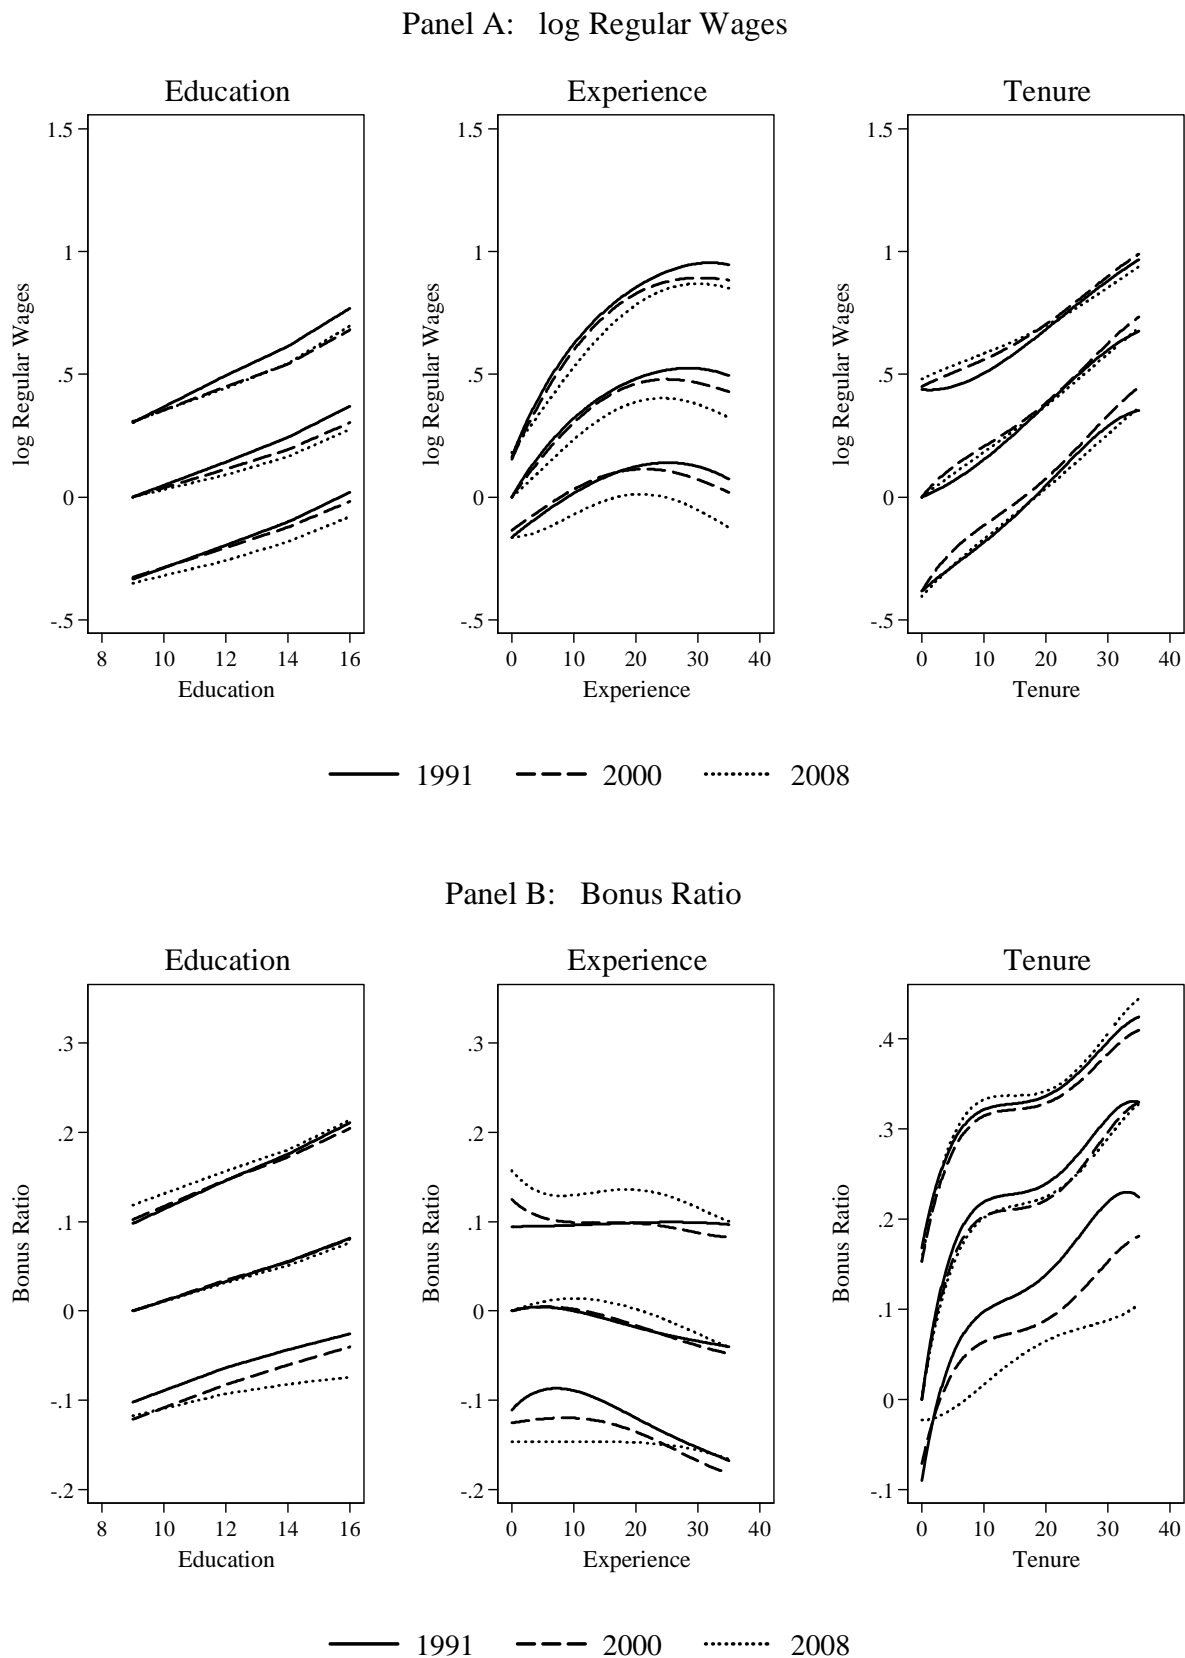 Panel A: log Regular Wages
Education
Experience
Tenure
log Regular Wages
1.5
1
.5
0
-.5
8 10 12 14 16
Education
log Regular Wages
1.5
1
.5
0
-.5
0 10 20 30 40
Experience
log Regular Wages
1.5
1
.5
0
-.5
0 10 20 30 40
Tenure
1991 2000 2008
Panel B: Bonus Ratio
Education
Experience
Tenure
Bonus Ratio
.3
.2
.1
0
-.1
-.2
8 10 12 14 16
Education
Bonus Ratio
.3
.2
.1
0
-.1
-.2
0 10 20 30 40
Experience
Bonus Ratio
.4
.3
.2
.1
0
-.1
0 10 20 30 40
Tenure
1991 2000 2008